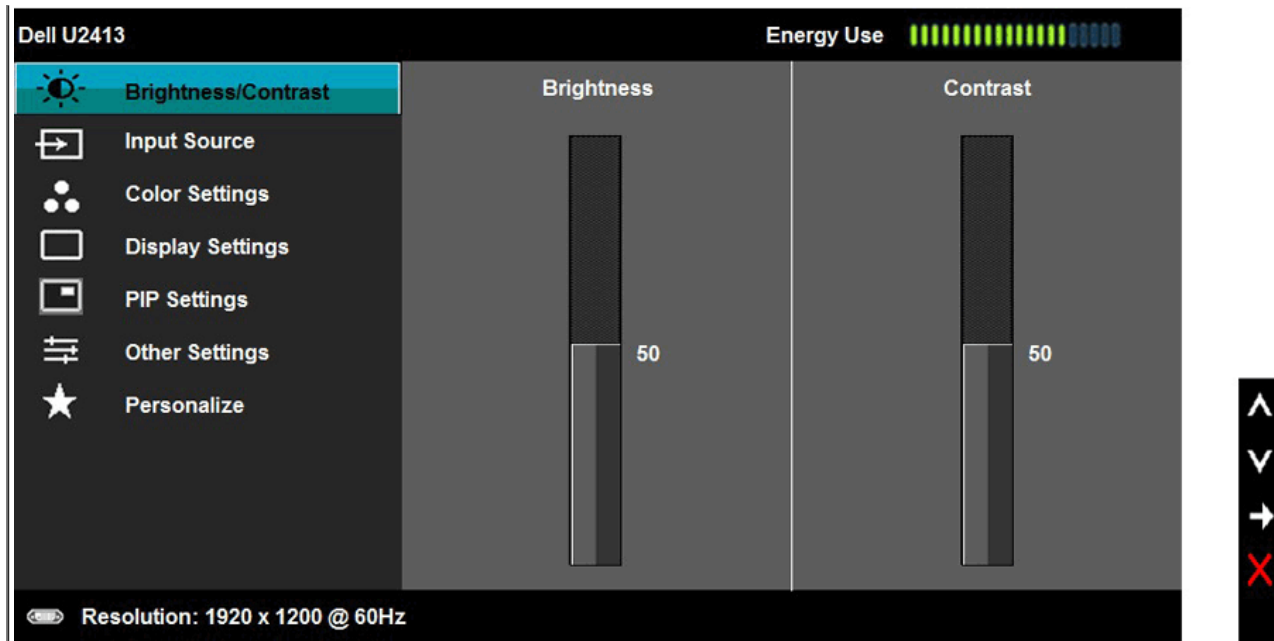 Dell U2413
Energy Use
Brightness/Contrast
Input Source
Color Settings
Display Settings
PIP Settings
Other Settings
Personalize
Brightness
50
Contrast
50
Resolution: 1920 x 1200 @ 60Hz